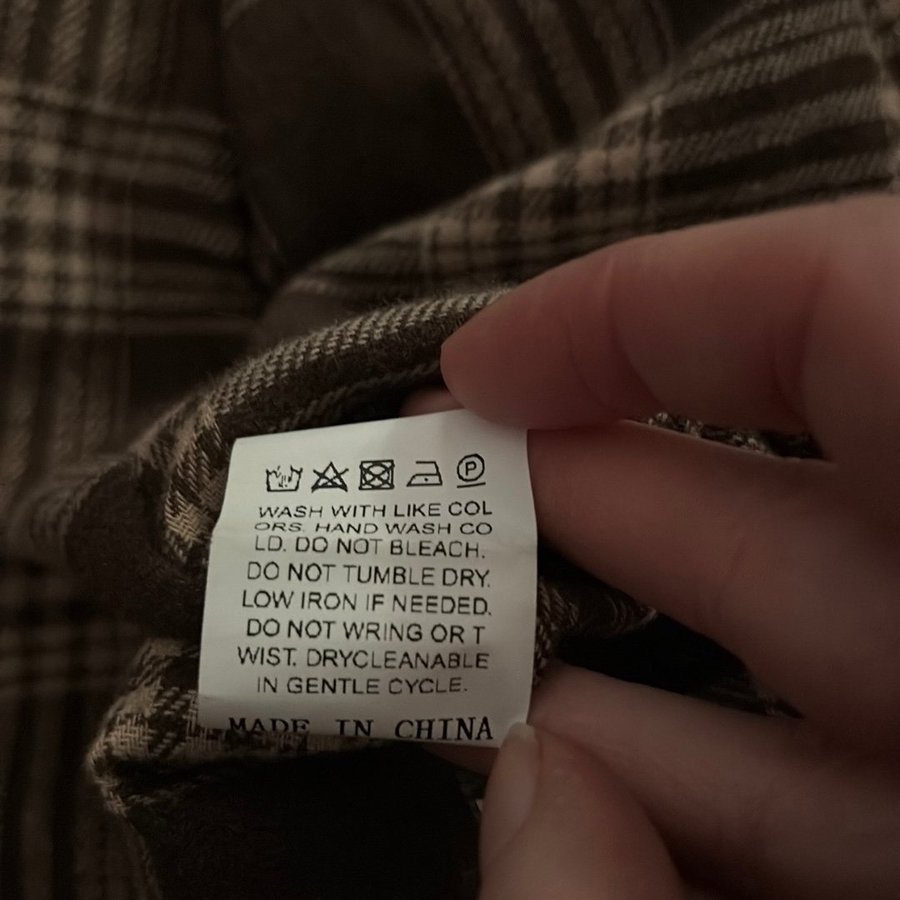 WASH WITH LIKE COL
ORS. HAND WASH CO
LD. DO NOT BLEACH.
DO NOT TUMBLE DRY.
LOW IRON IF NEEDED.
DO NOT WRING OR T
WIST. DRYCLEANABLE
IN GENTLE CYCLE.
MADE IN CHINA